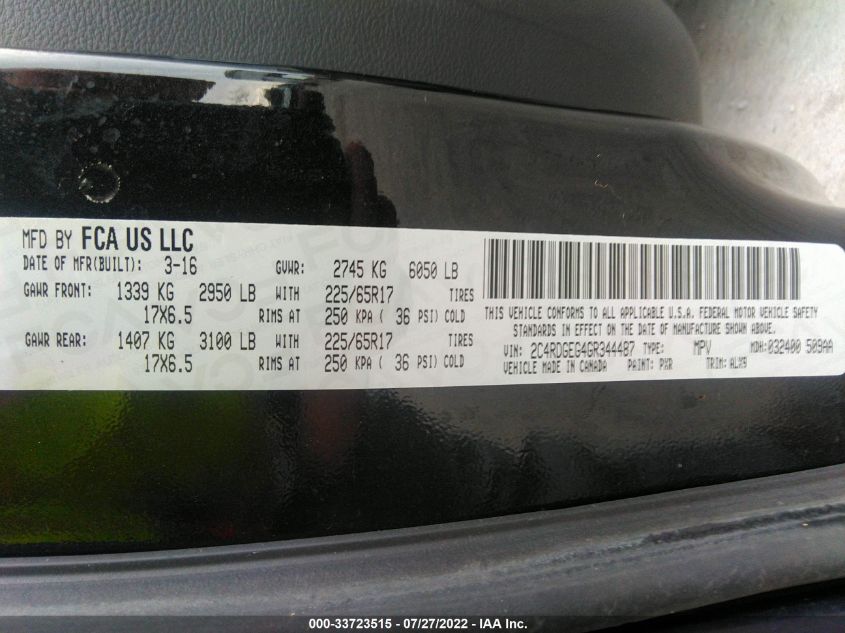 MFD BY FCA US LLC
DATE OF MFR(BUILT): 3-16 GVWR: 2745 KG 6050 LB
GAWR FRONT: 1339 KG 2950 LB WITH 225/65R17 TIRES
17X6.5 RIMS AT 250 KPA ( 36 PSI) COLD
GAWR REAR: 1407 KG 3100 LB WITH 225/65R17 TIRES
17X6.5 RIMS AT 250 KPA ( 36 PSI) COLD
THIS VEHICLE CONFORMS TO ALL APPLICABLE U.S.A. FEDERAL MOTOR VEHICLE SAFETY
STANDARDS IN EFFECT ON THE DATE OF MANUFACTURE SHOWN ABOVE.
VIN: 2C4RDGEG4GR344487 TYPE: MPV MDH:032400 509AA
VEHICLE MADE IN CANADA PAINT: PXR TRIM: ALX9
000-33723515 - 07/27/2022 - IAA Inc.